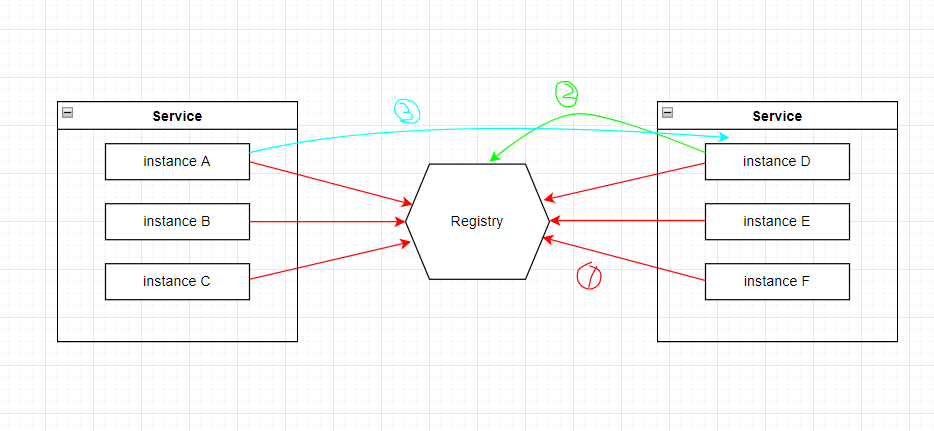 3
2
Service
Service
instance A
instance D
instance B
Registry
instance E
instance C
instance F
1